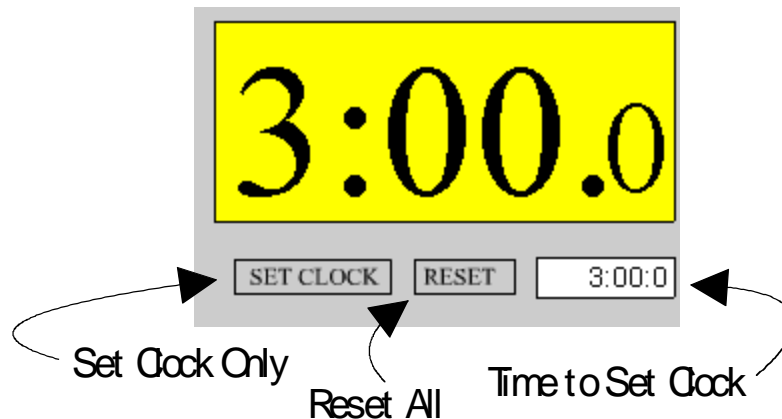 3:00.0
SET CLOCK RESET 3:00:0
Set Clock Only
Reset All
Time to Set Clock